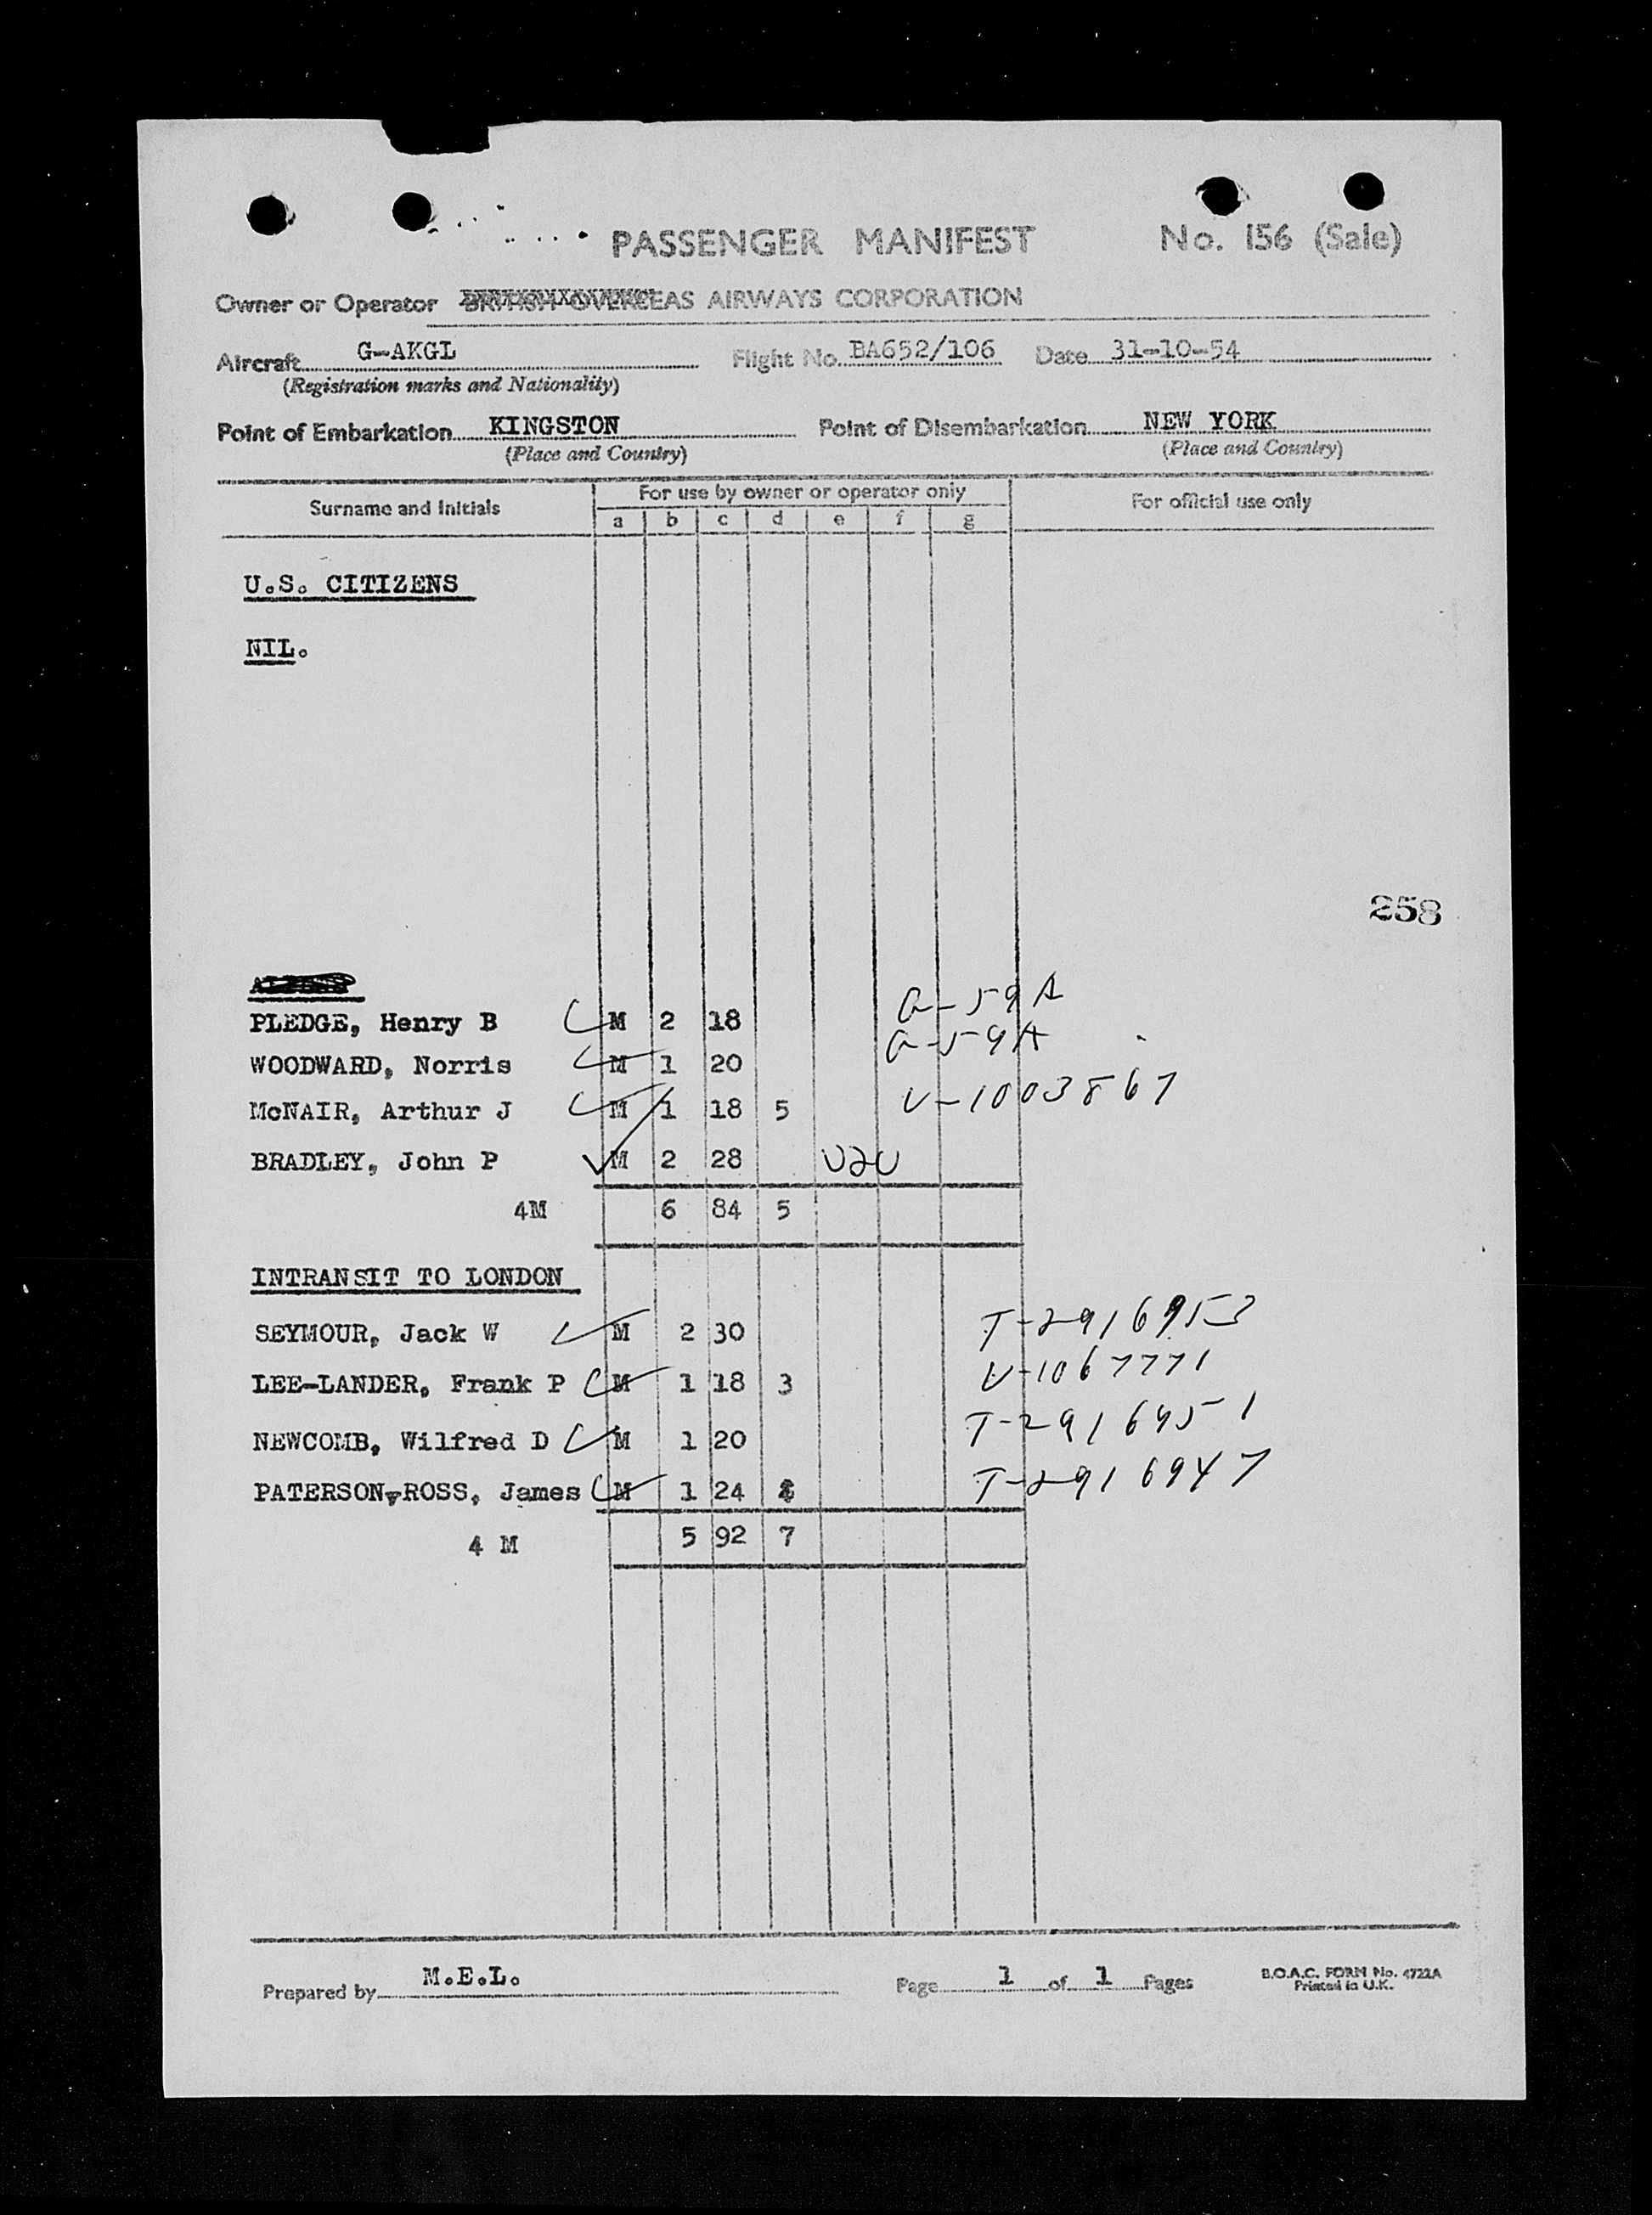 PASSENGER MANIFEST No. 156 (Sale)
Owner or Operator BRITISH OVERSEAS AIRWAYS CORPORATION
Aircraft G-AKGL Flight No. BA652/106 Date 31-10-54
(Registration marks and Nationality)
Point of Embarkation KINGSTON Point of Disembarkation NEW YORK
(Place and Country) (Place and Country)
Surname and Initials For use by owner or operator only For official use only
a b c d e f g
U.S. CITIZENS
NIL.
258
PLEDGE, Henry B M 2 18 G-59A
WOODWARD, Norris M 1 20 G-59A
McNAIR, Arthur J M 1 18 5 V-1003867
BRADLEY, John P M 2 28
4M 6 84 5
INTRANSIT TO LONDON
SEYMOUR, Jack W M 2 30 T-2916953
LEE-LANDER, Frank P M 1 18 3 V-1067771
NEWCOMB, Wilfred D M 1 20 T-2916951
PATERSON-ROSS, James M 1 24 4 T-2916947
4 M 5 92 7
Prepared by M.E.L. Page 1 of 1 Pages B.O.A.C. FORM No. 4722A
Printed in U.K.